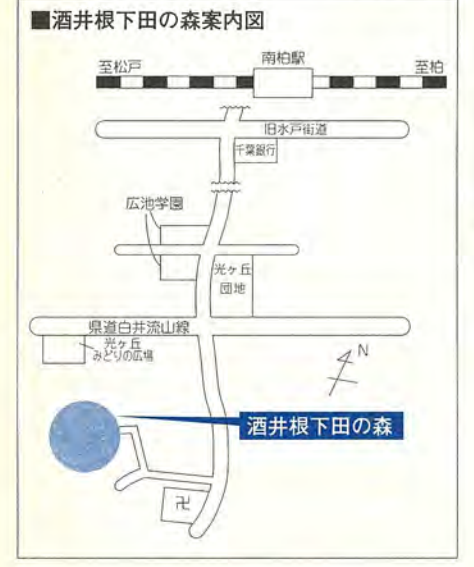 ■酒井根下田の森案内図
南柏駅
至松戸
至柏
旧水戸街道
千葉銀行
広池学園
光ヶ丘
団地
県道白井流山線
光ヶ丘
みどりの広場
N
酒井根下田の森
卍